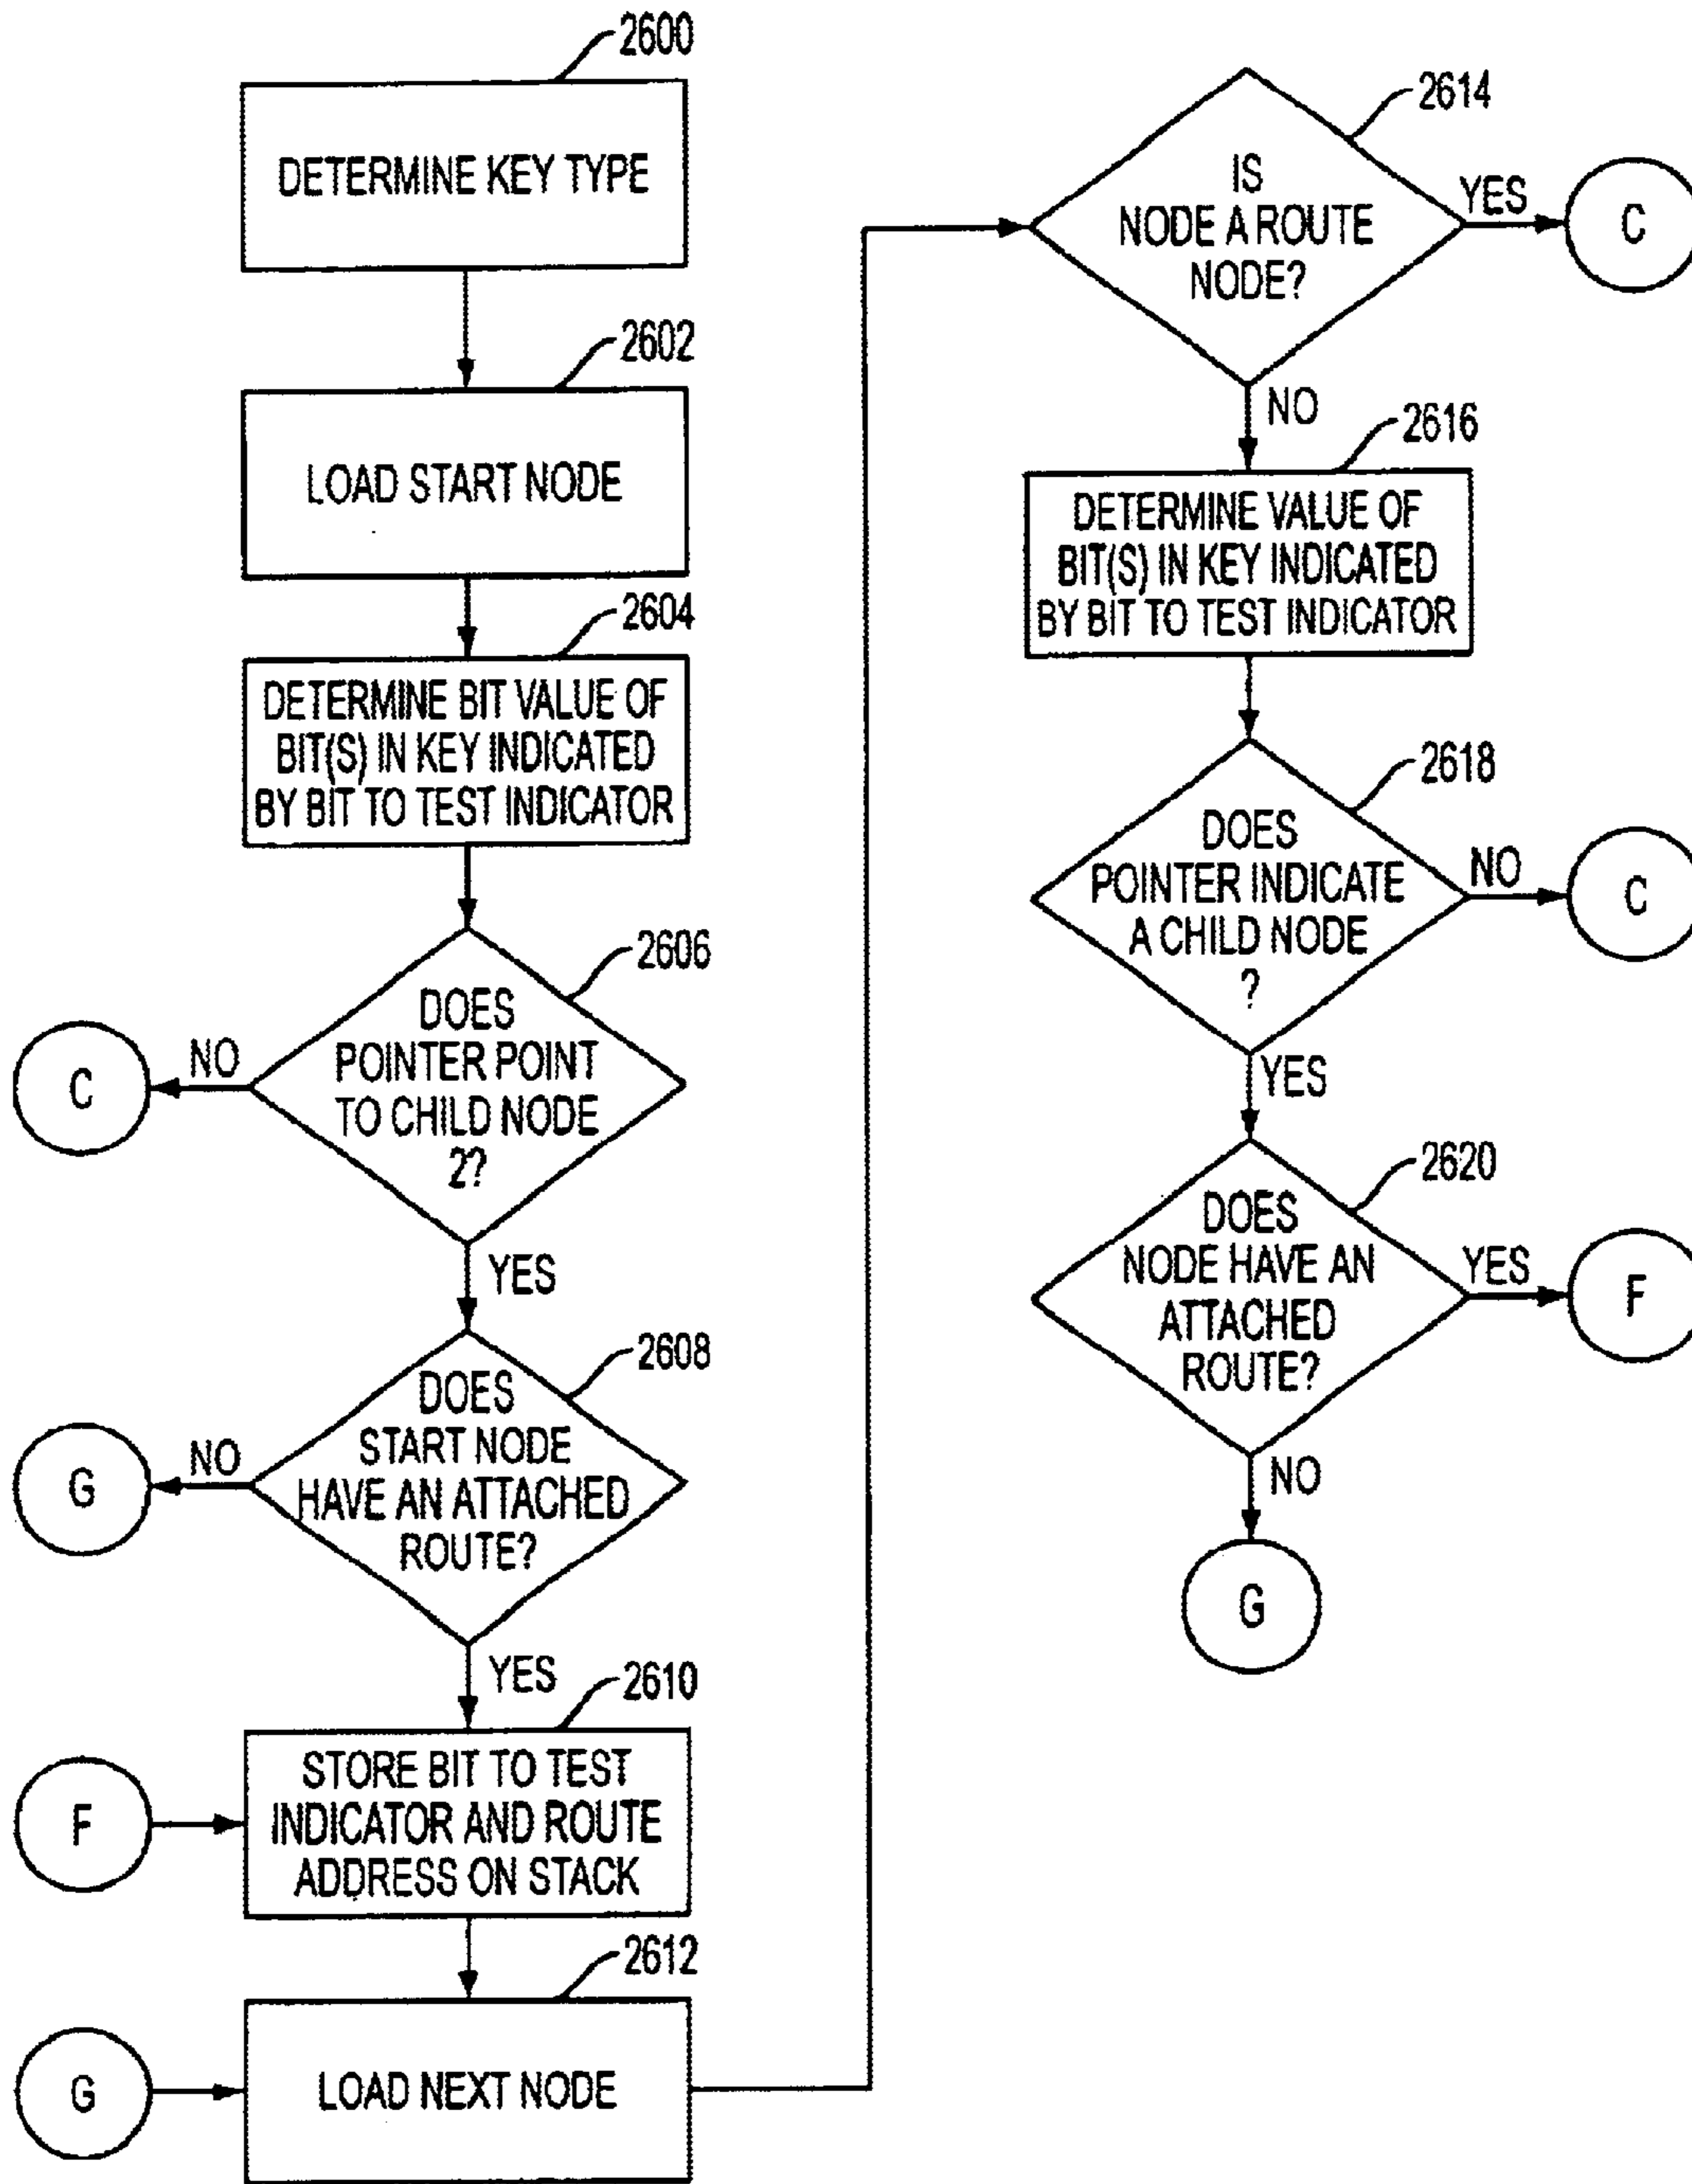 2600
DETERMINE KEY TYPE
2602
LOAD START NODE
2604
DETERMINE BIT VALUE OF
BIT(S) IN KEY INDICATED
BY BIT TO TEST INDICATOR
2606
DOES
POINTER POINT
TO CHILD NODE
2?
NO
C
YES
2608
DOES
START NODE
HAVE AN ATTACHED
ROUTE?
NO
G
YES
2610
F
STORE BIT TO TEST
INDICATOR AND ROUTE
ADDRESS ON STACK
2612
G
LOAD NEXT NODE
2614
IS
NODE A ROUTE
NODE?
YES
C
NO
2616
DETERMINE VALUE OF
BIT(S) IN KEY INDICATED
BY BIT TO TEST INDICATOR
2618
DOES
POINTER INDICATE
A CHILD NODE
?
NO
C
YES
2620
DOES
NODE HAVE AN
ATTACHED
ROUTE?
YES
F
NO
G